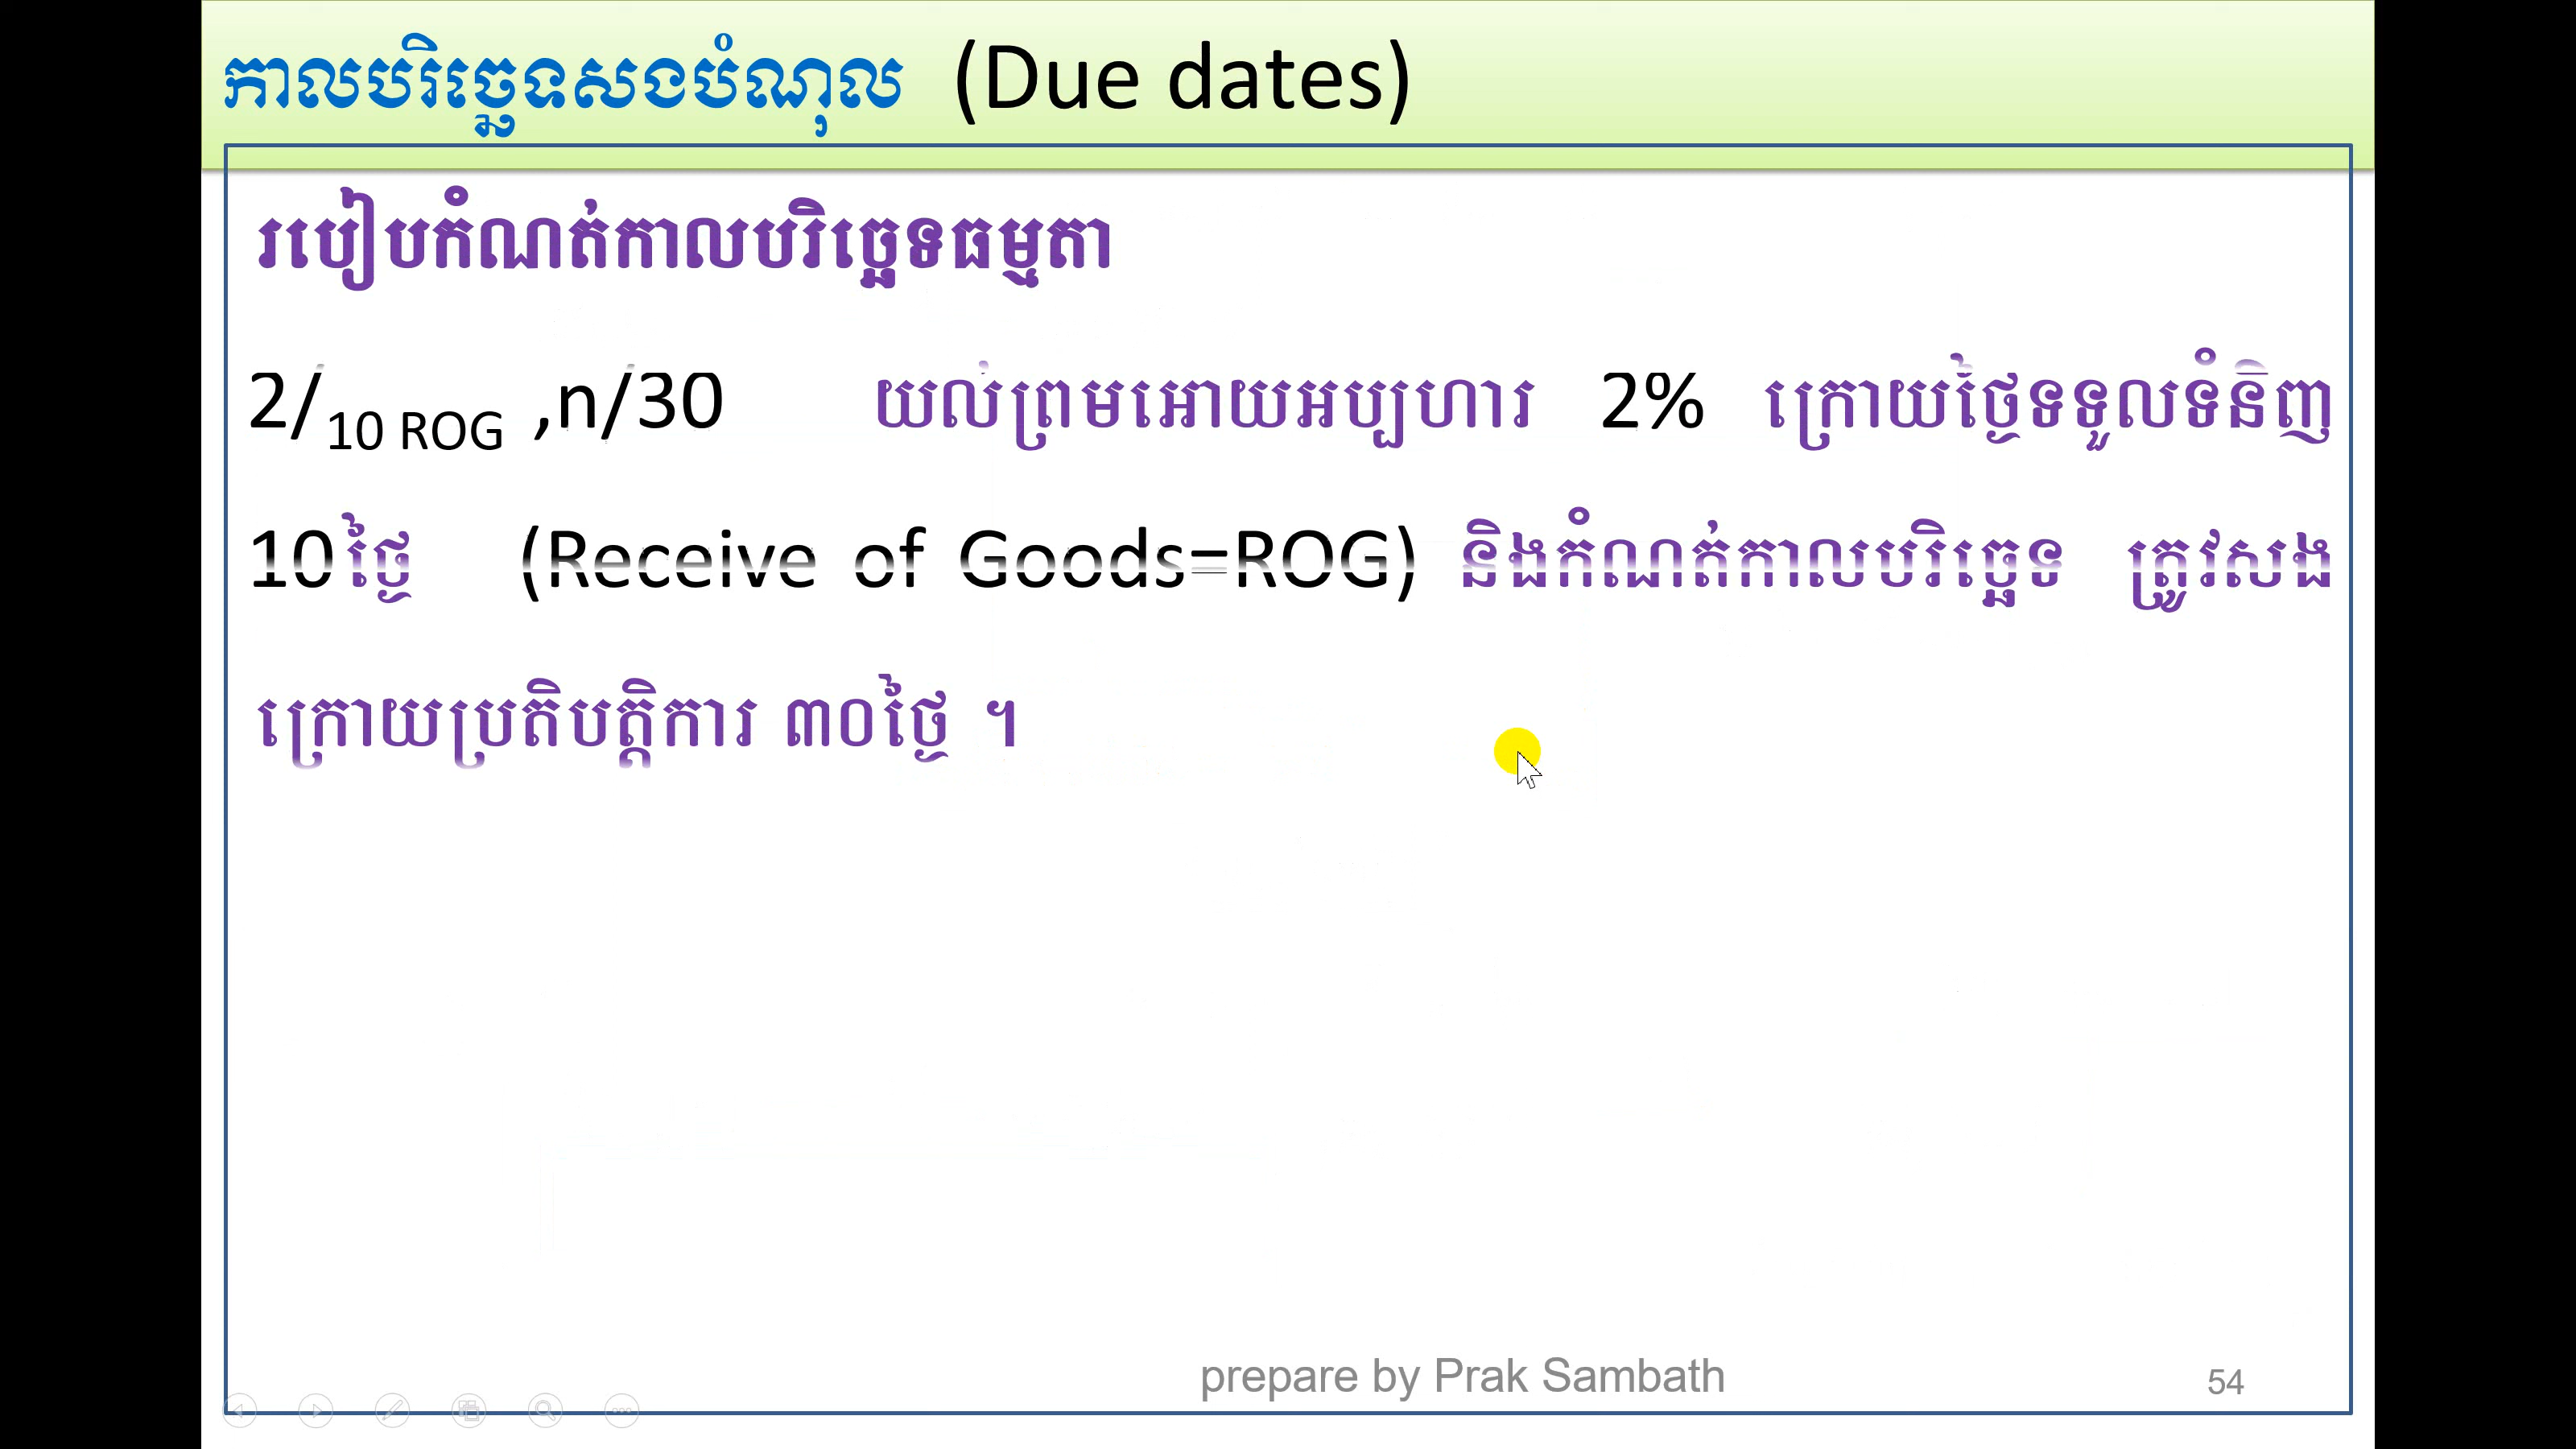 កាលបរិច្ឆេទសងបំណុល (Due dates)
របៀបកំណត់កាលបរិច្ឆេទធម្មតា
2/10 ROG ,n/30 យល់ព្រមអោយអប្បហារ 2% ក្រោយថ្ងៃទទួលទំនិញ
10ថ្ងៃ (Receive of Goods=ROG) និងកំណត់កាលបរិច្ឆេទ ត្រូវសង
ក្រោយប្រតិបត្តិការ ៣០ថ្ងៃ ។
prepare by Prak Sambath
54